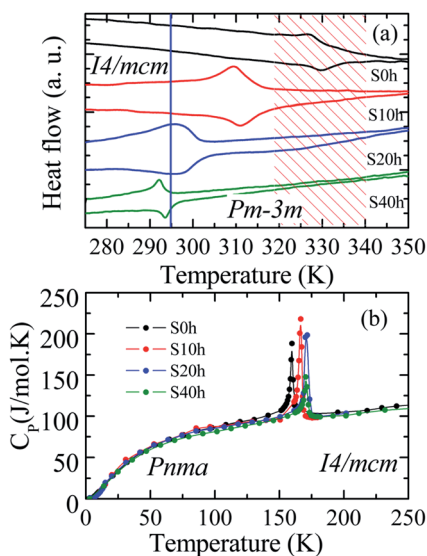 (a)
I4/mcm
S0h
S10h
S20h
S40h
Pm-3m
Heat flow (a. u.)
280 290 300 310 320 330 340 350
Temperature (K)
(b)
250
200
150
100
50
0
S0h
S10h
S20h
S40h
Cₚ(J/mol.K)
Pnma
I4/mcm
0 50 100 150 200 250
Temperature (K)